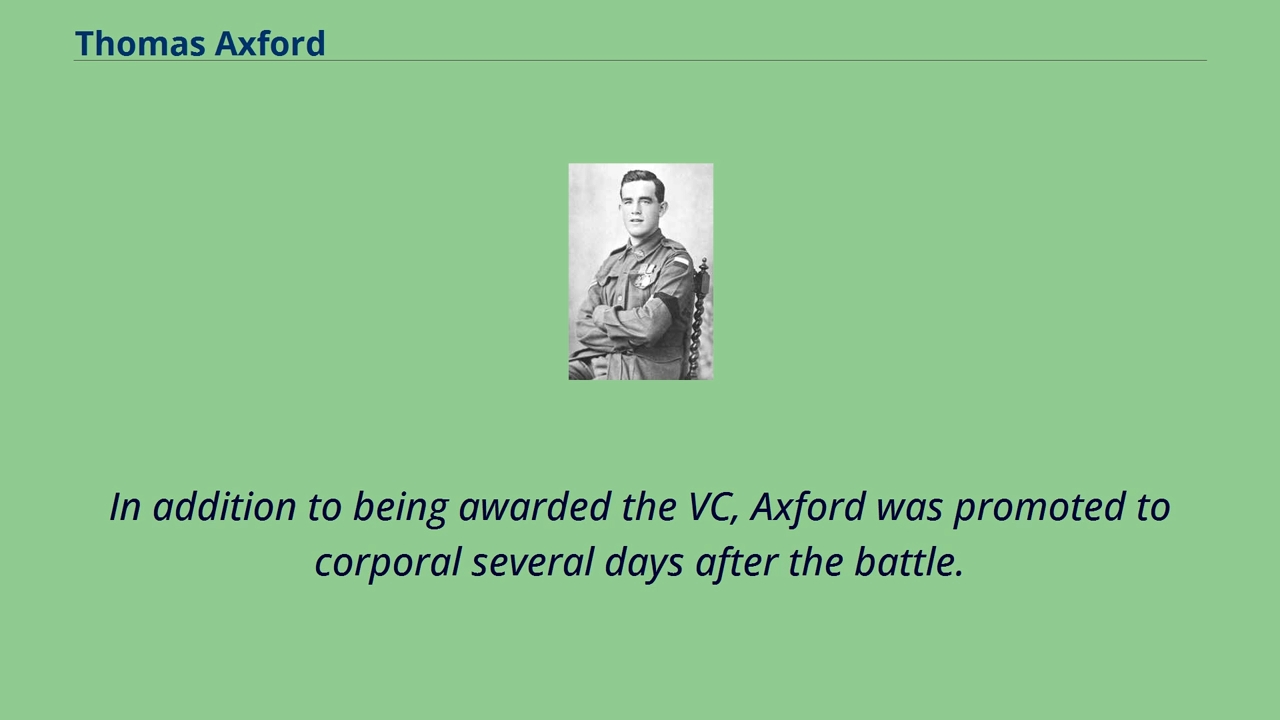 Thomas Axford
In addition to being awarded the VC, Axford was promoted to
corporal several days after the battle.